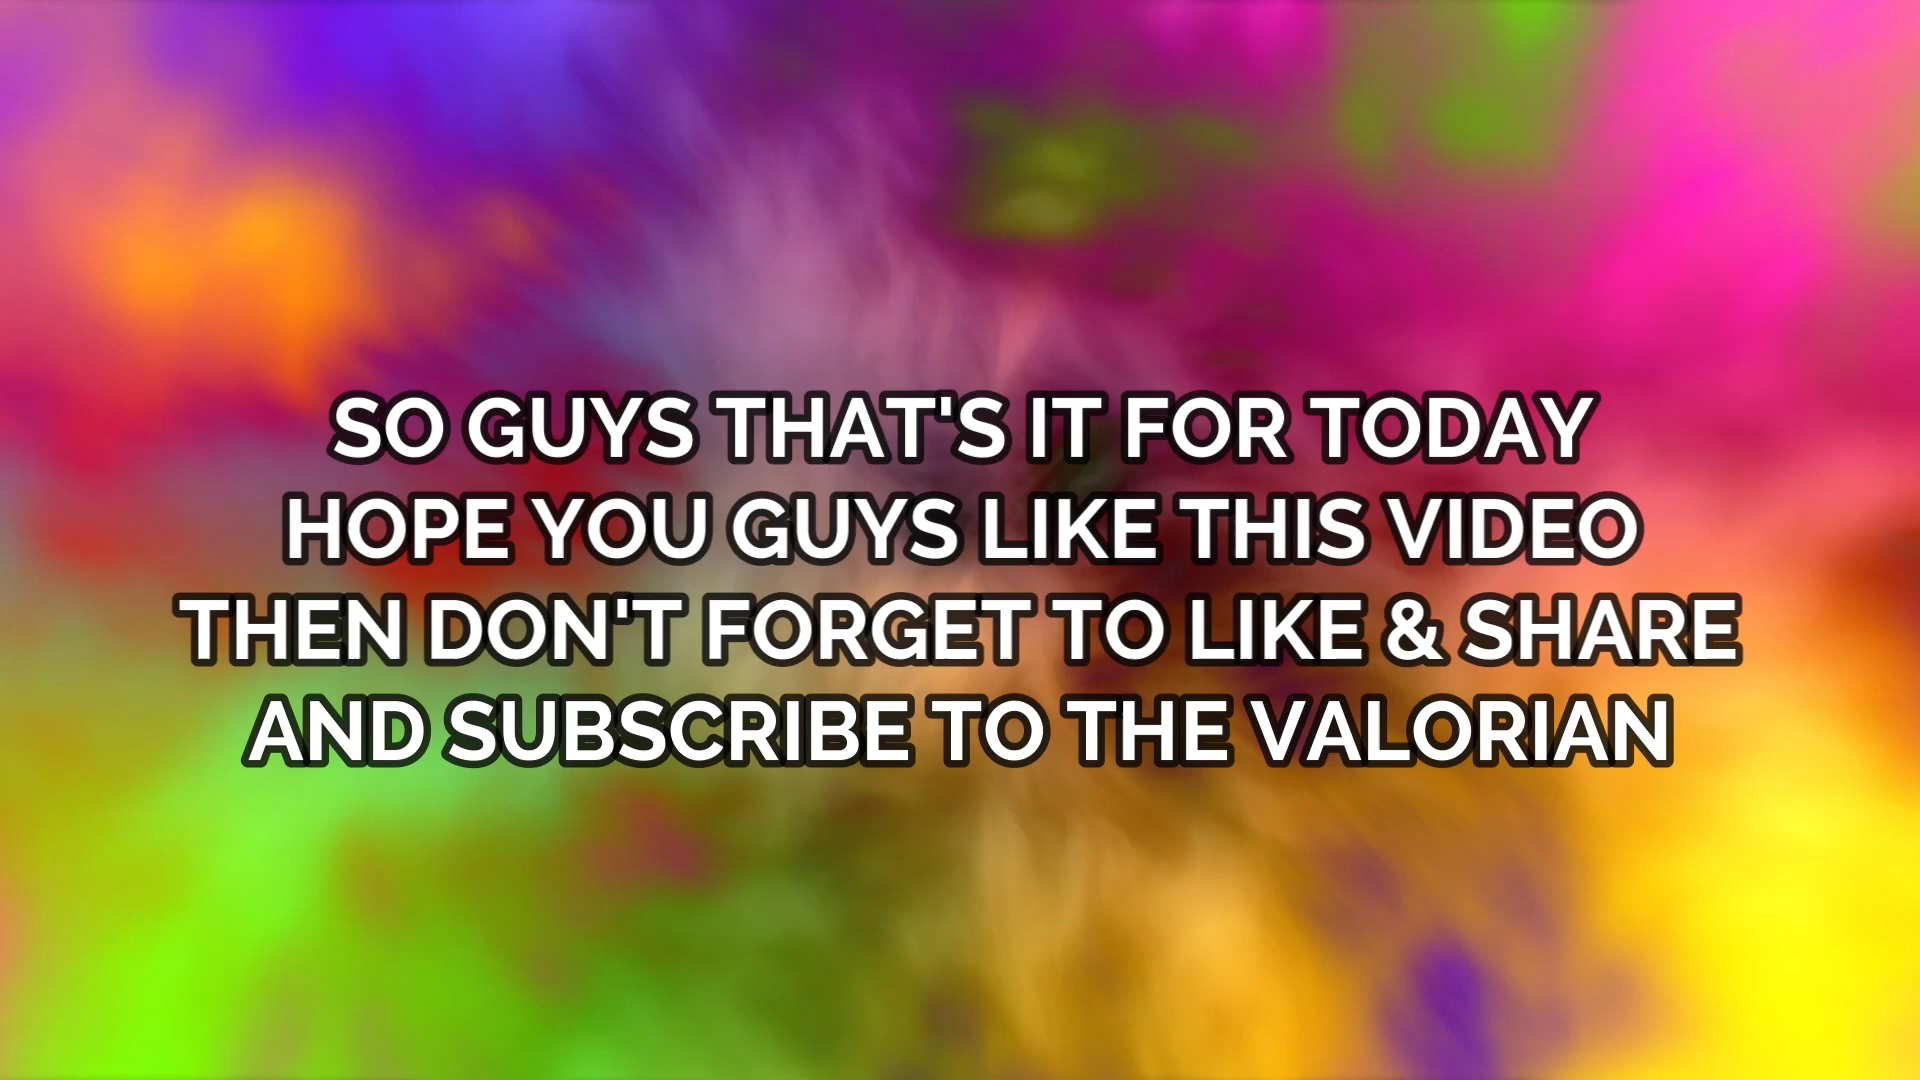 SO GUYS THAT'S IT FOR TODAY
HOPE YOU GUYS LIKE THIS VIDEO
THEN DON'T FORGET TO LIKE & SHARE
AND SUBSCRIBE TO THE VALORIAN